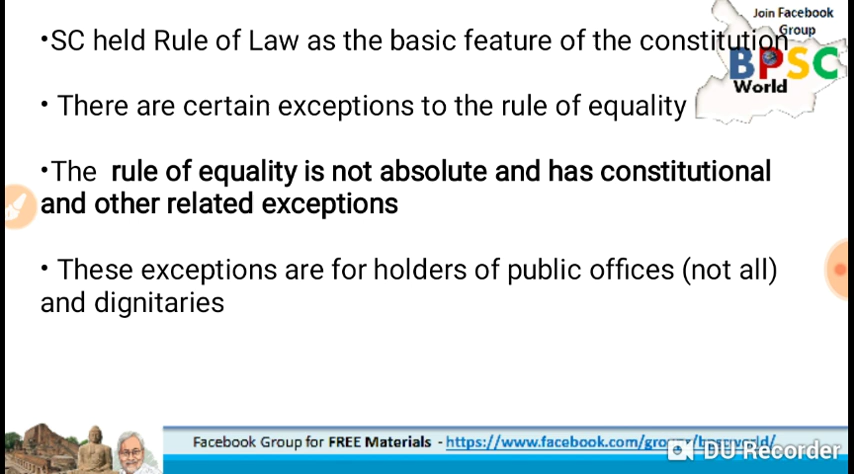 Join Facebook
Group
•SC held Rule of Law as the basic feature of the constitution
BPSC
World
• There are certain exceptions to the rule of equality
•The rule of equality is not absolute and has constitutional
and other related exceptions
• These exceptions are for holders of public offices (not all)
and dignitaries
Facebook Group for FREE Materials - https://www.facebook.com/groups/bpscworld/
DU Recorder